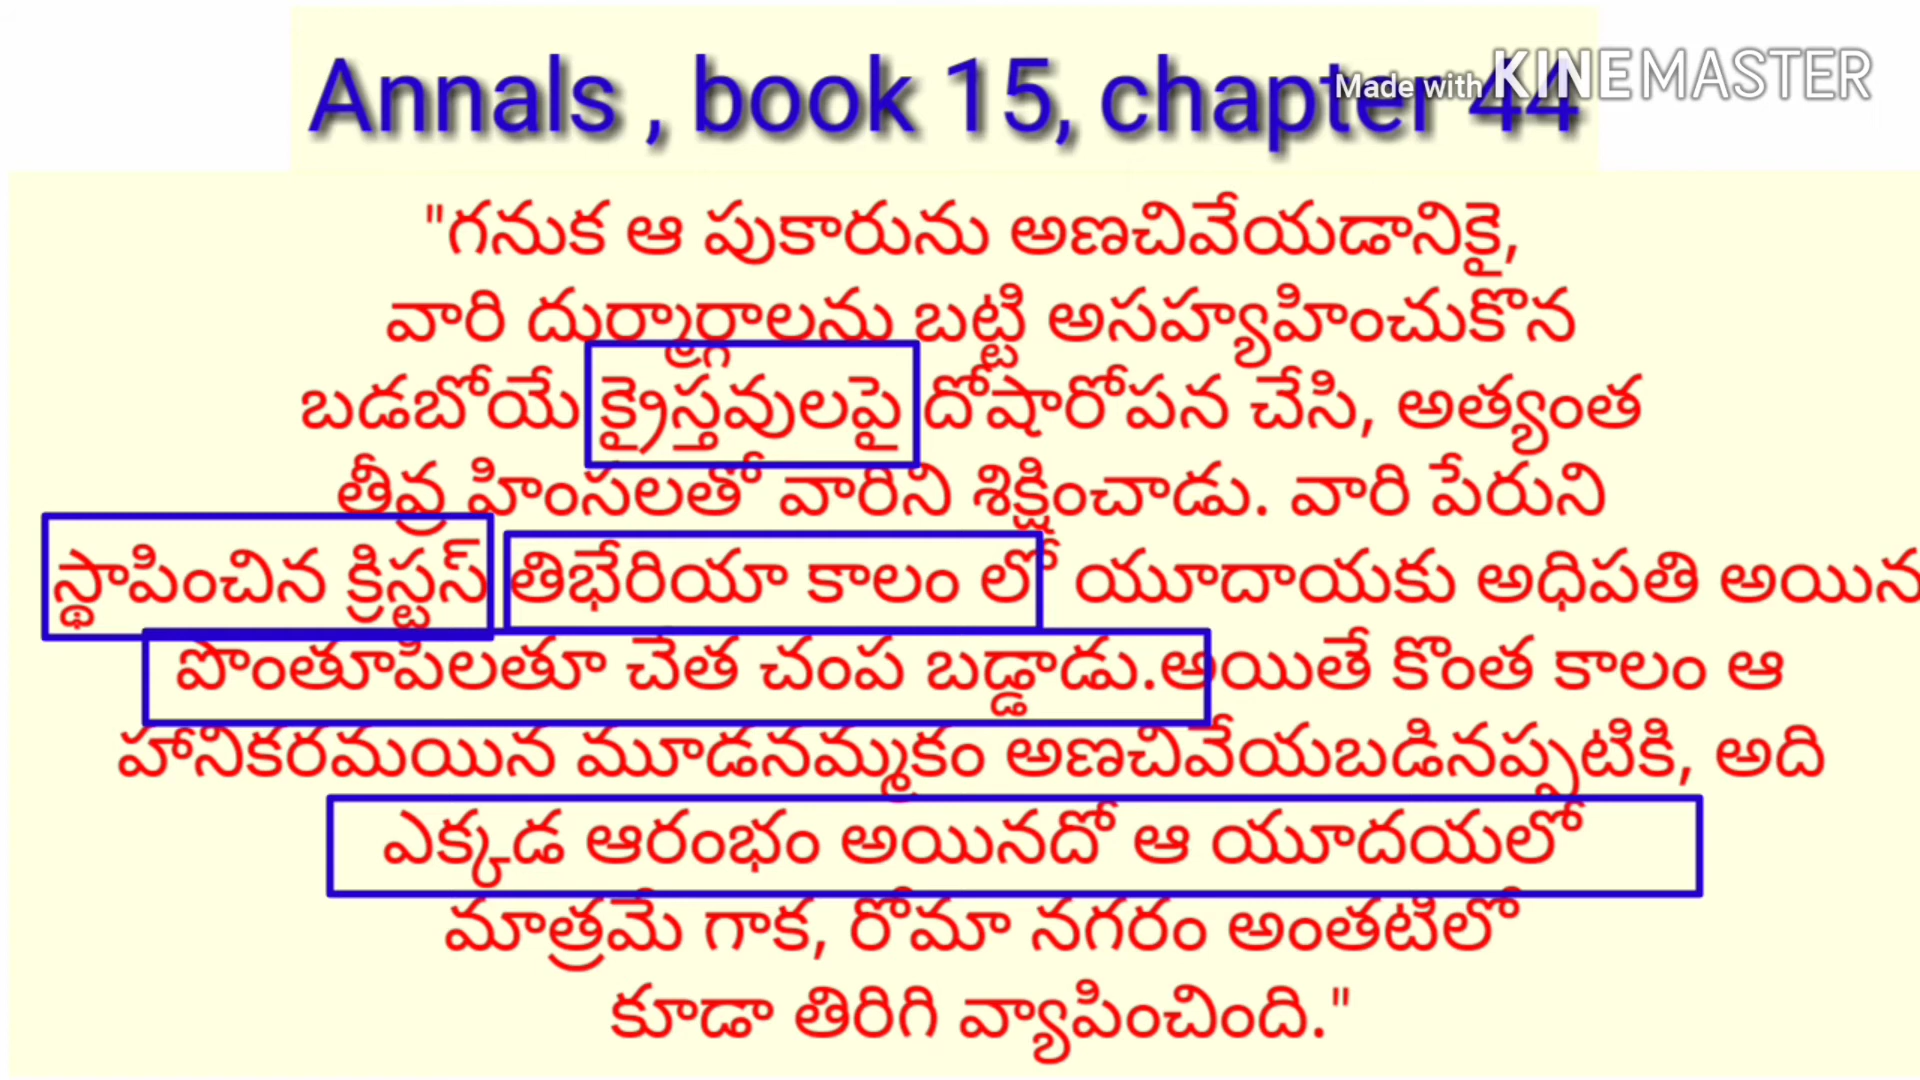 Annals , book 15, chapter 44
Made with KINEMASTER
"గనుక ఆ పుకారును అణచివేయడానికై,
వారి దుర్మార్గాలను బట్టి అసహ్యహించుకొన
బడబోయే క్రైస్తవులపై దోషారోపన చేసి, అత్యంత
తీవ్ర హింసలతో వారిని శిక్షించాడు. వారి పేరుని
స్థాపించిన క్రిస్టస్ తిభేరియా కాలం లో యూదాయకు అధిపతి అయిన
పొంతూపిలతూ చేత చంప బడ్డాడు.అయితే కొంత కాలం ఆ
హానికరమయిన మూడనమ్మకం అణచివేయబడినప్పటికి, అది
ఎక్కడ ఆరంభం అయినదో ఆ యూదయలో
మాత్రమె గాక, రోమా నగరం అంతటిలో
కూడా తిరిగి వ్యాపించింది."